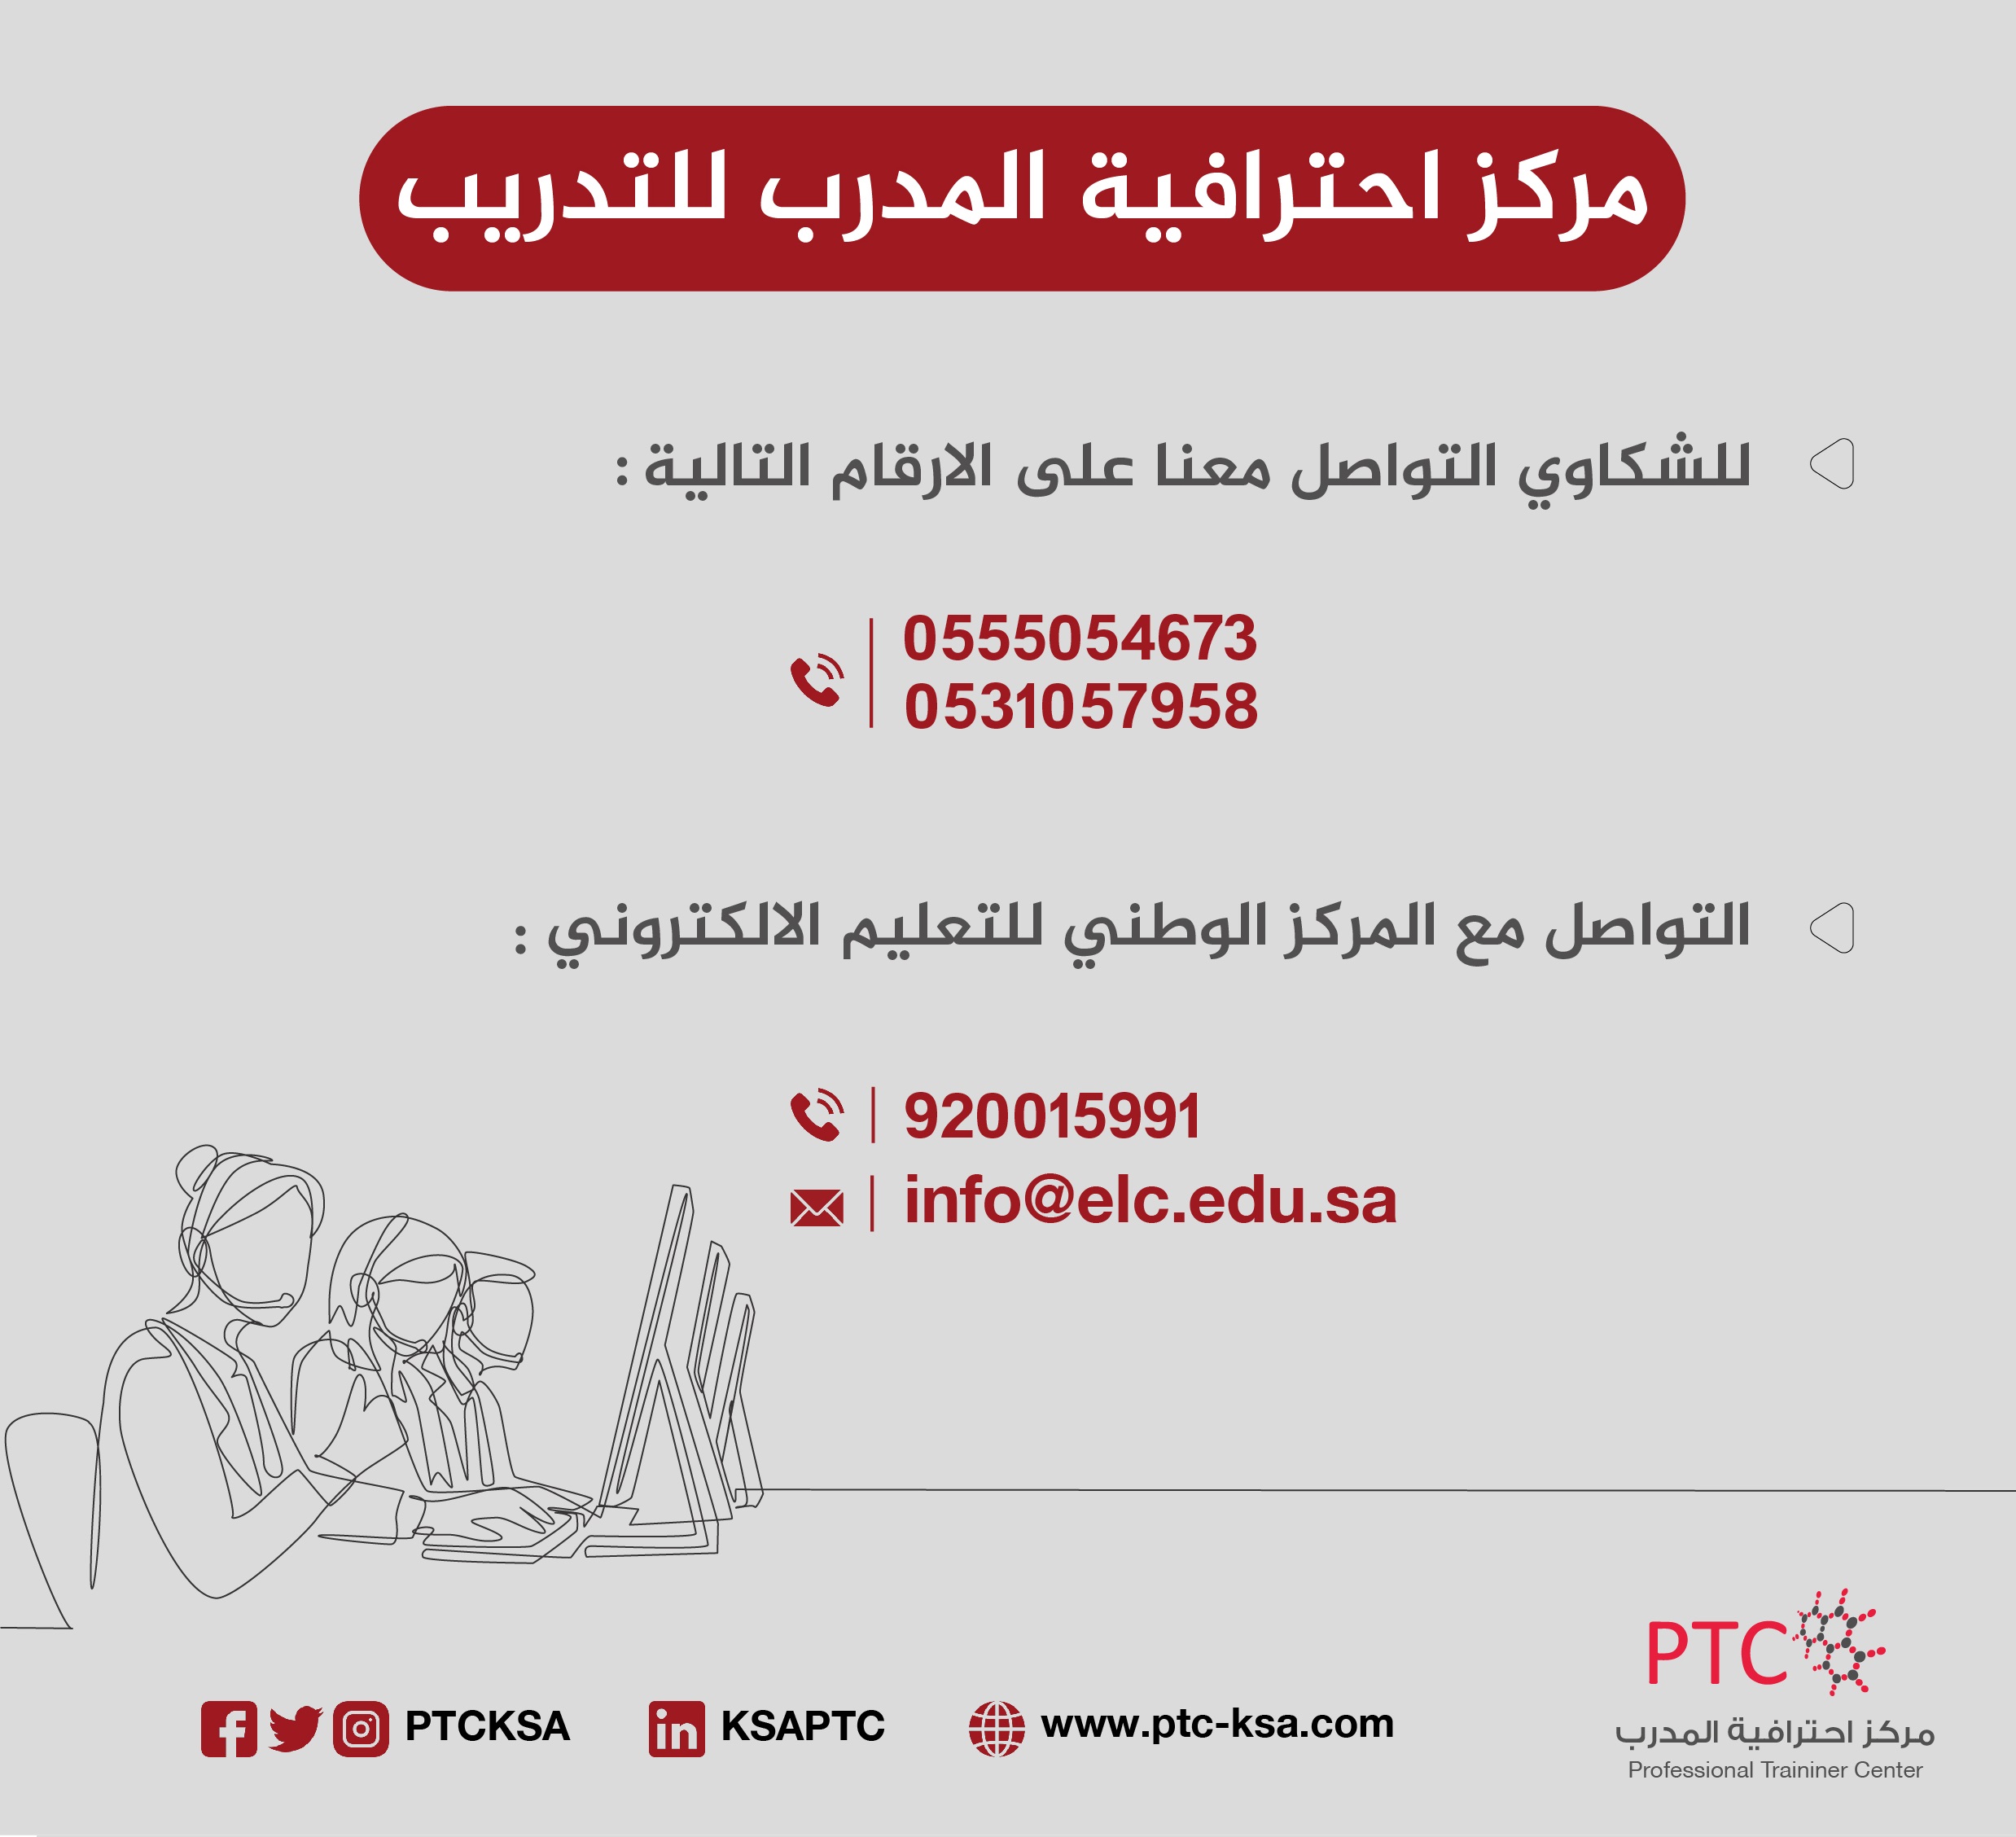 مركز احترافية المدرب للتدريب
للشكاوي التواصل معنا على الارقام التالية :
0555054673
0531057958
التواصل مع المركز الوطني للتعليم الالكتروني :
920015991
info@elc.edu.sa
PTCKSA
KSAPTC
www.ptc-ksa.com
PTC
مركز احترافية المدرب
Professional Traininer Center